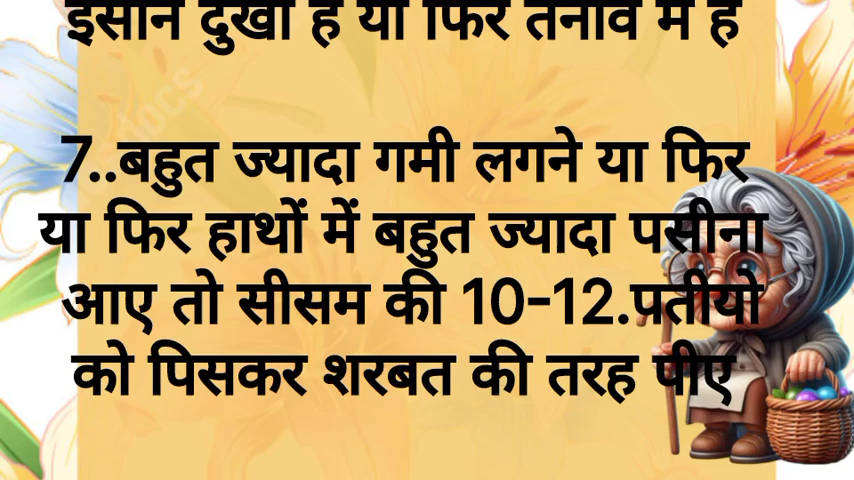 इंसान दुखी है या फिर तनाव में है
7..बहुत ज्यादा गमी लगने या फिर
या फिर हाथों में बहुत ज्यादा पसीना
आए तो सीसम की 10-12.पतीयो
को पिसकर शरबत की तरह पीए